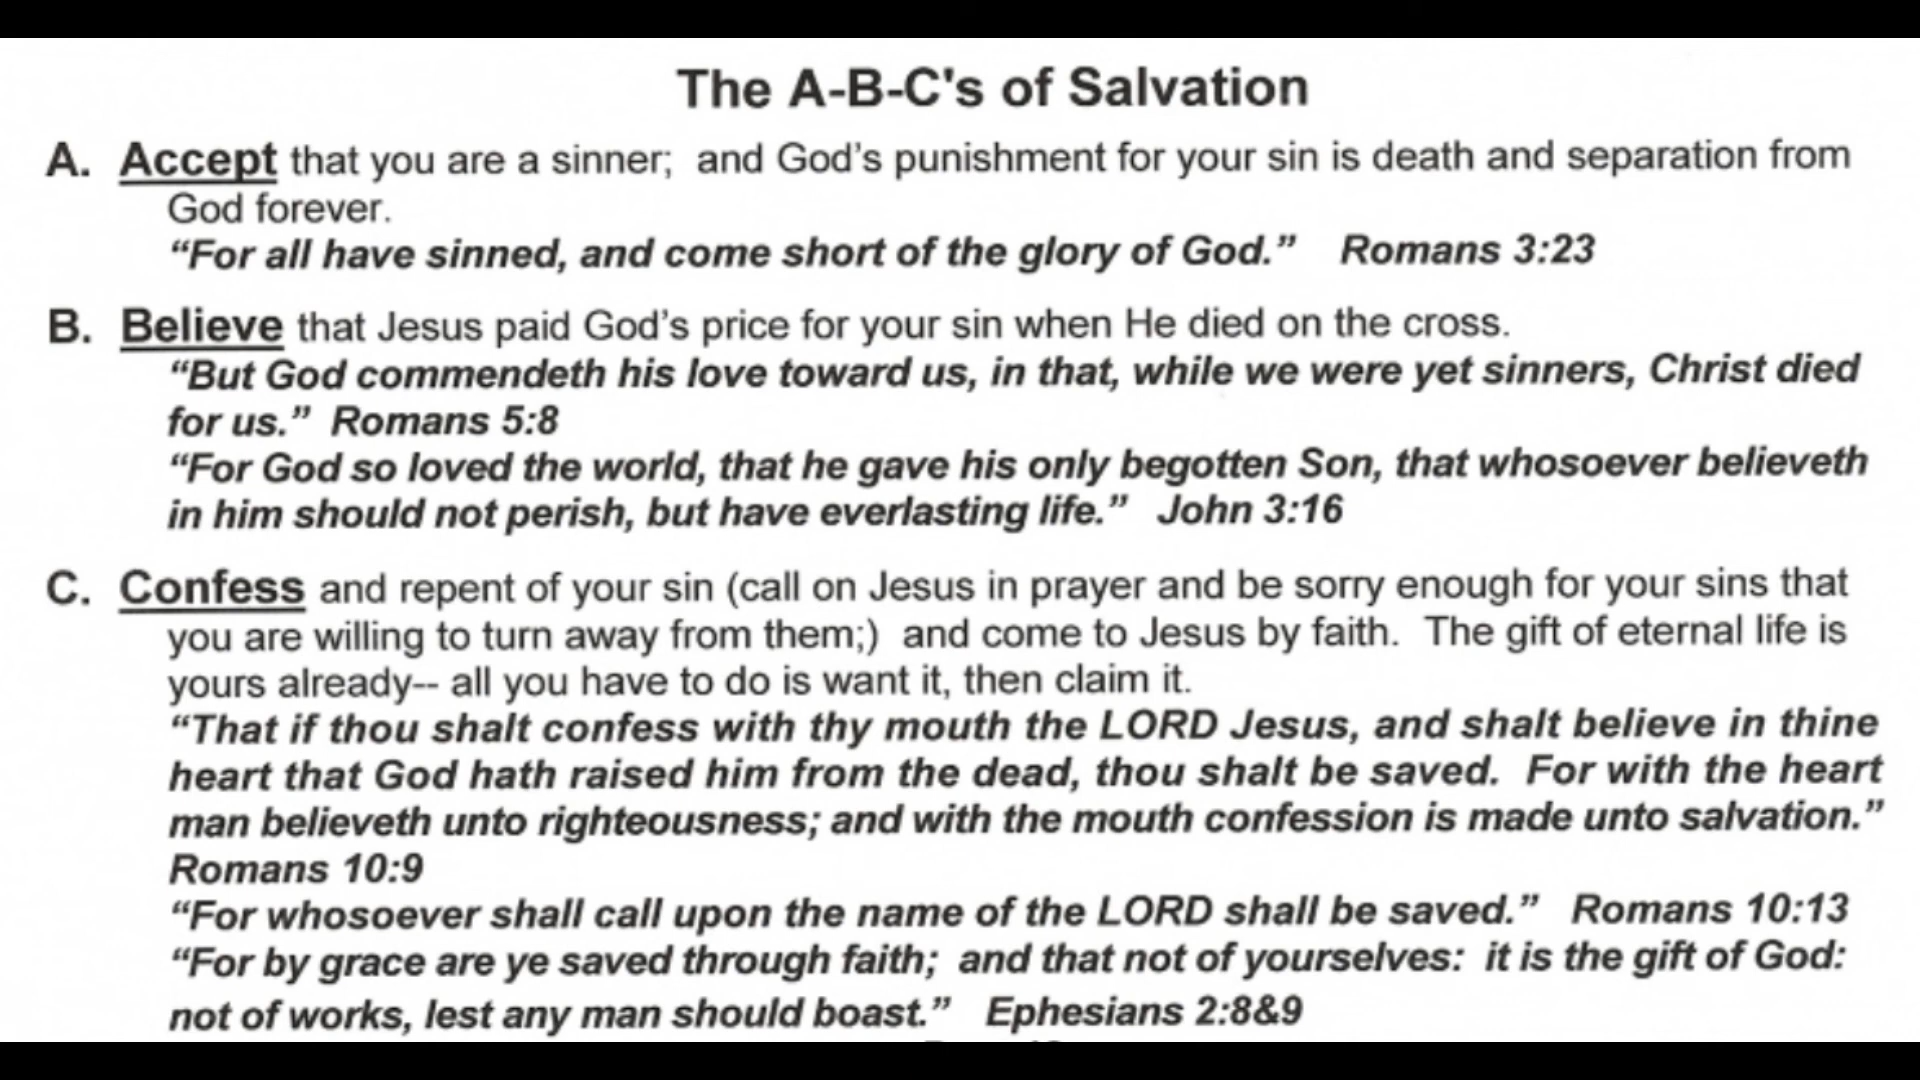 The A-B-C's of Salvation
A. Accept that you are a sinner;  and God’s punishment for your sin is death and separation from
God forever.
“For all have sinned, and come short of the glory of God.”   Romans 3:23
B. Believe that Jesus paid God’s price for your sin when He died on the cross.
“But God commendeth his love toward us, in that, while we were yet sinners, Christ died
for us.”  Romans 5:8
“For God so loved the world, that he gave his only begotten Son, that whosoever believeth
in him should not perish, but have everlasting life.”   John 3:16
C. Confess and repent of your sin (call on Jesus in prayer and be sorry enough for your sins that
you are willing to turn away from them;)  and come to Jesus by faith.  The gift of eternal life is
yours already-- all you have to do is want it, then claim it.
“That if thou shalt confess with thy mouth the LORD Jesus, and shalt believe in thine
heart that God hath raised him from the dead, thou shalt be saved.  For with the heart
man believeth unto righteousness; and with the mouth confession is made unto salvation.”
Romans 10:9
“For whosoever shall call upon the name of the LORD shall be saved.”   Romans 10:13
“For by grace are ye saved through faith;  and that not of yourselves:  it is the gift of God:
not of works, lest any man should boast.”   Ephesians 2:8&9